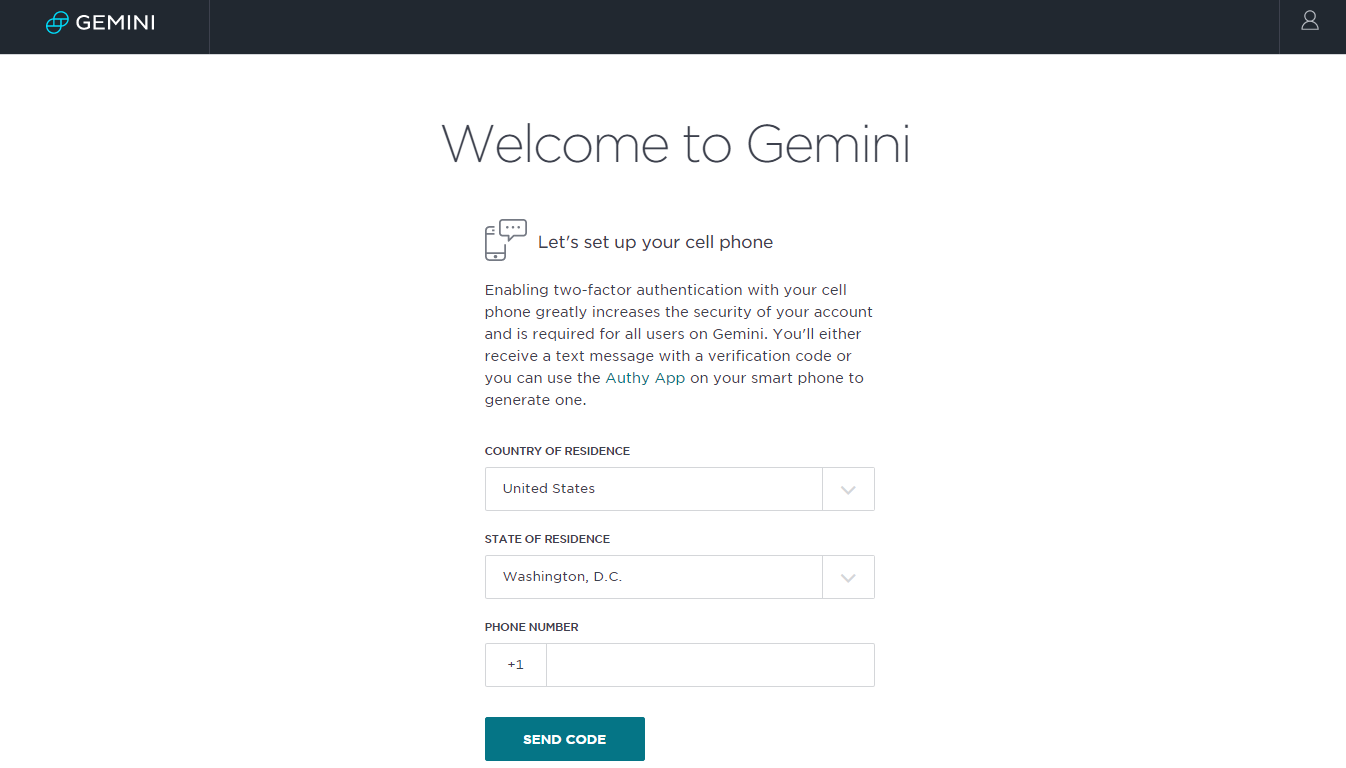 GEMINI
Welcome to Gemini
Let's set up your cell phone
Enabling two-factor authentication with your cell
phone greatly increases the security of your account
and is required for all users on Gemini. You'll either
receive a text message with a verification code or
you can use the Authy App on your smart phone to
generate one.
COUNTRY OF RESIDENCE
United States
STATE OF RESIDENCE
Washington, D.C.
PHONE NUMBER
+1
SEND CODE